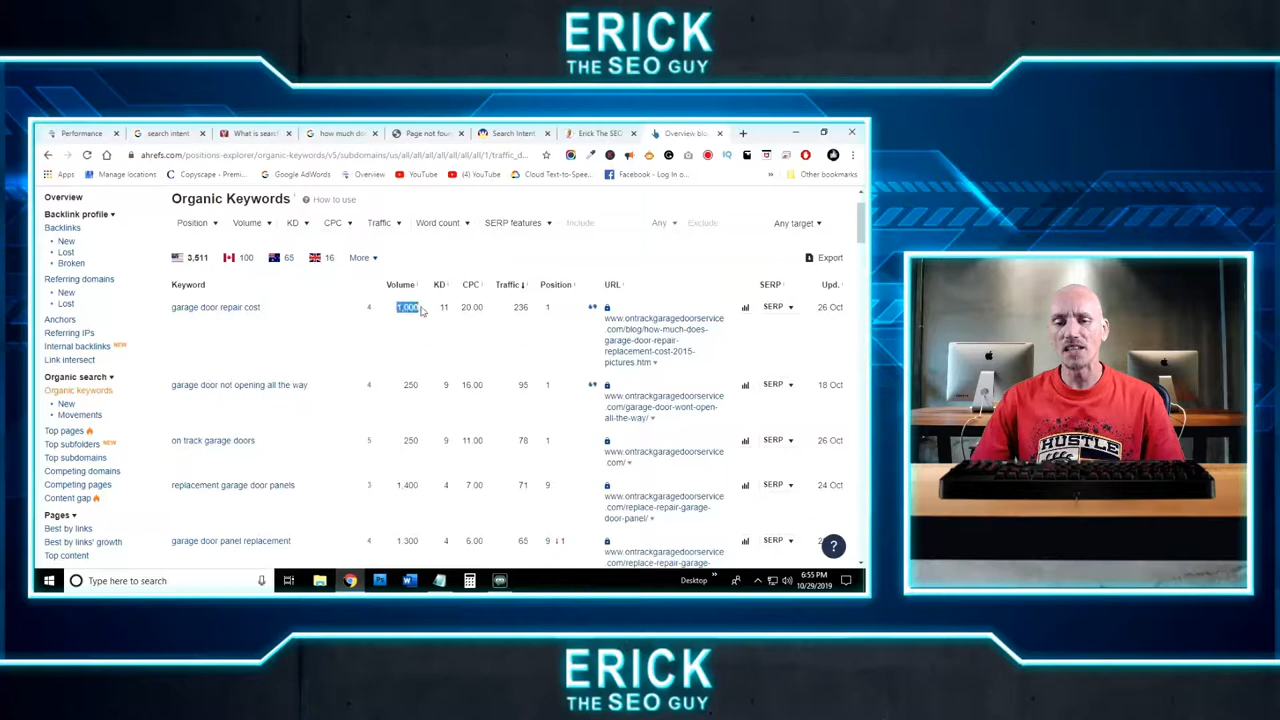 ERICK
THE SEO GUY
Performance
search intent
What is sear
how much do
Page not foun
Search Intent
Erick The SEO
Overview blo
ahrefs.com/positions-explorer/organic-keywords/v5/subdomains/us/all/all/all/all/all/all/all/1/traffic_d...
Apps
Manage locations
Copyscape - Premi...
Google AdWords
Overview
YouTube
(4) YouTube
Cloud Text-to-Spee...
Facebook - Log In o...
»
Other bookmarks
Overview
Backlink profile
Backlinks
• New
• Lost
• Broken
Referring domains
• New
• Lost
Anchors
Referring IPs
Internal backlinks NEW
Link intersect
Organic search
Organic keywords
• New
• Movements
Top pages
Top subfolders NEW
Top subdomains
Competing domains
Competing pages
Content gap
Pages
Best by links
Best by links' growth
Top content
Organic Keywords ? How to use
Position Volume KD CPC Traffic Word count SERP features Include Any Exclude Any target
3,511 100 65 16 More Export
Keyword Volume KD CPC Traffic Position URL SERP Upd.
garage door repair cost 4 1,000 11 20.00 236 1 SERP 26 Oct
www.ontrackgaragedoorservice
.com/blog/how-much-does-
garage-door-repair-
replacement-cost-2015-
pictures.htm
garage door not opening all the way 4 250 9 16.00 95 1 SERP 18 Oct
www.ontrackgaragedoorservice
.com/garage-door-wont-open-
all-the-way/
on track garage doors 5 250 9 11.00 78 1 SERP 26 Oct
www.ontrackgaragedoorservice
.com/
replacement garage door panels 3 1,400 4 7.00 71 9 SERP 24 Oct
www.ontrackgaragedoorservice
.com/replace-repair-garage-
door-panel/
garage door panel replacement 4 1,300 4 6.00 65 9 ↓1 SERP
www.ontrackgaragedoorservice
.com/replace-repair-garage-
?
Type here to search
Desktop
»
6:55 PM
10/29/2019
HUSTLE
ERICK
THE SEO GUY